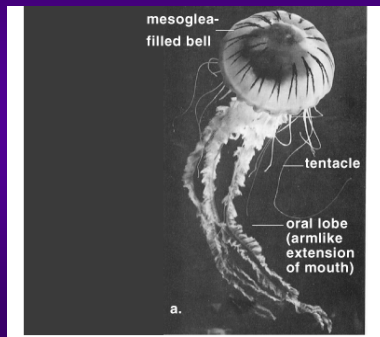 mesoglea-
filled bell
tentacle
oral lobe
(armlike
extension
of mouth)
a.